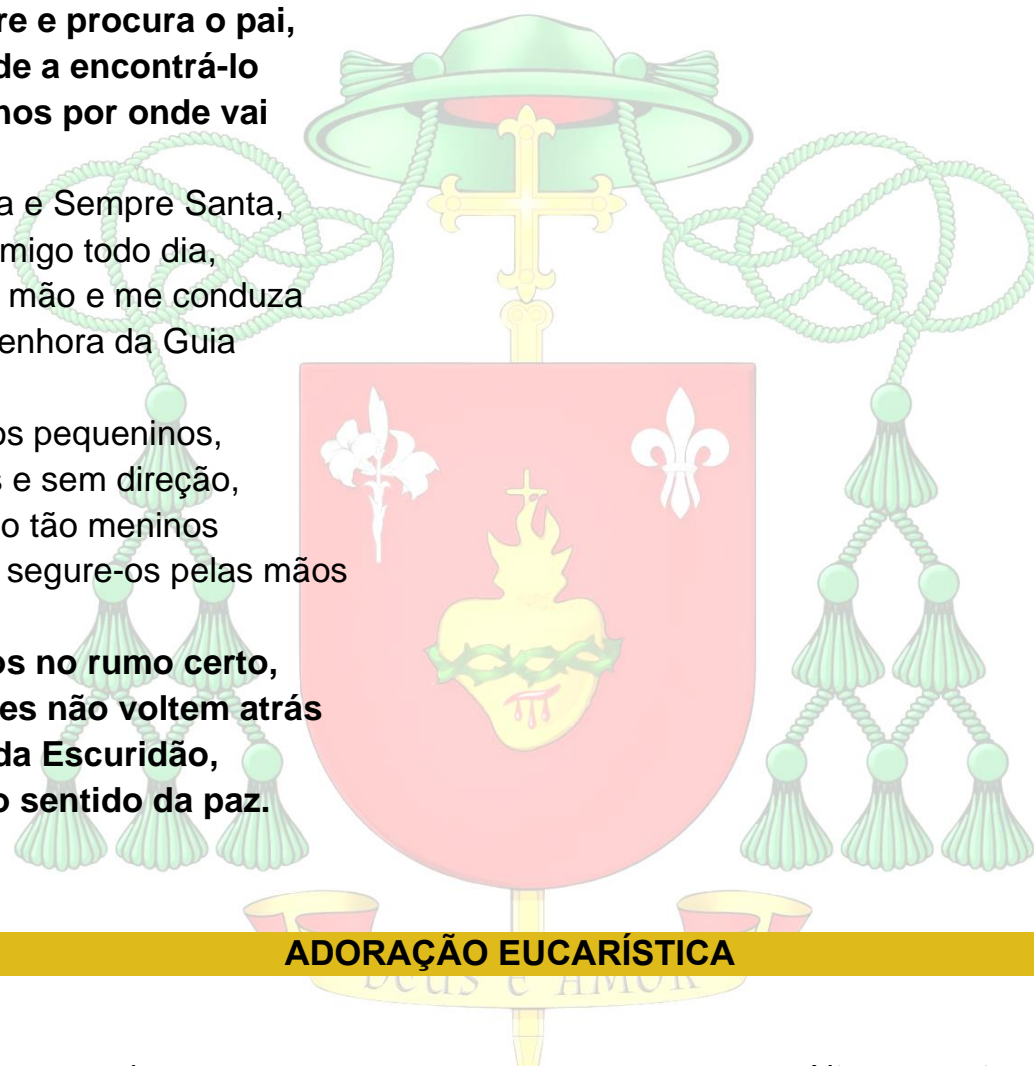 re e procura o pai,
de a encontrá-lo
nos por onde vai
a e Sempre Santa,
migo todo dia,
mão e me conduza
enhora da Guia
os pequeninos,
s e sem direção,
o tão meninos
segure-os pelas mãos
os no rumo certo,
es não voltem atrás
da Escuridão,
o sentido da paz.
ADORAÇÃO EUCARÍSTICA
DEUS E AMOR